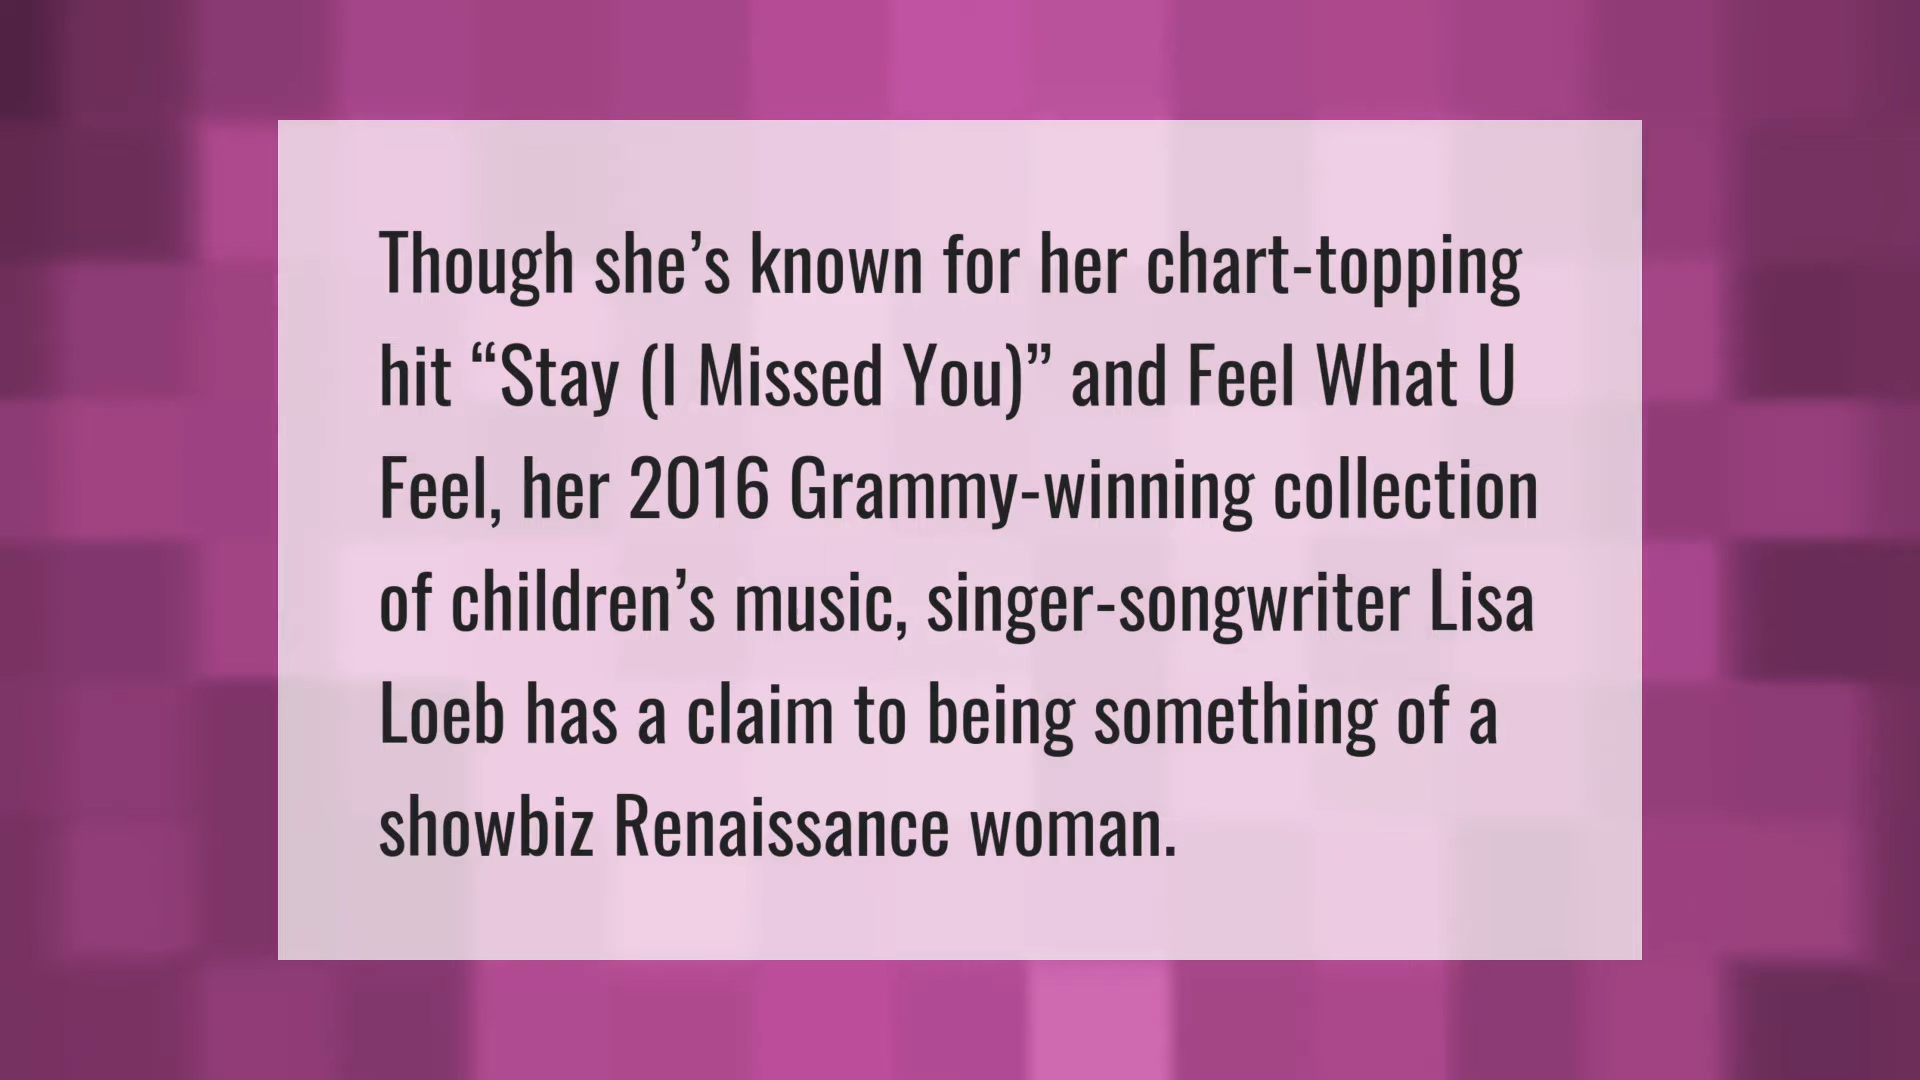 Though she’s known for her chart-topping
hit “Stay (I Missed You)” and Feel What U
Feel, her 2016 Grammy-winning collection
of children’s music, singer-songwriter Lisa
Loeb has a claim to being something of a
showbiz Renaissance woman.